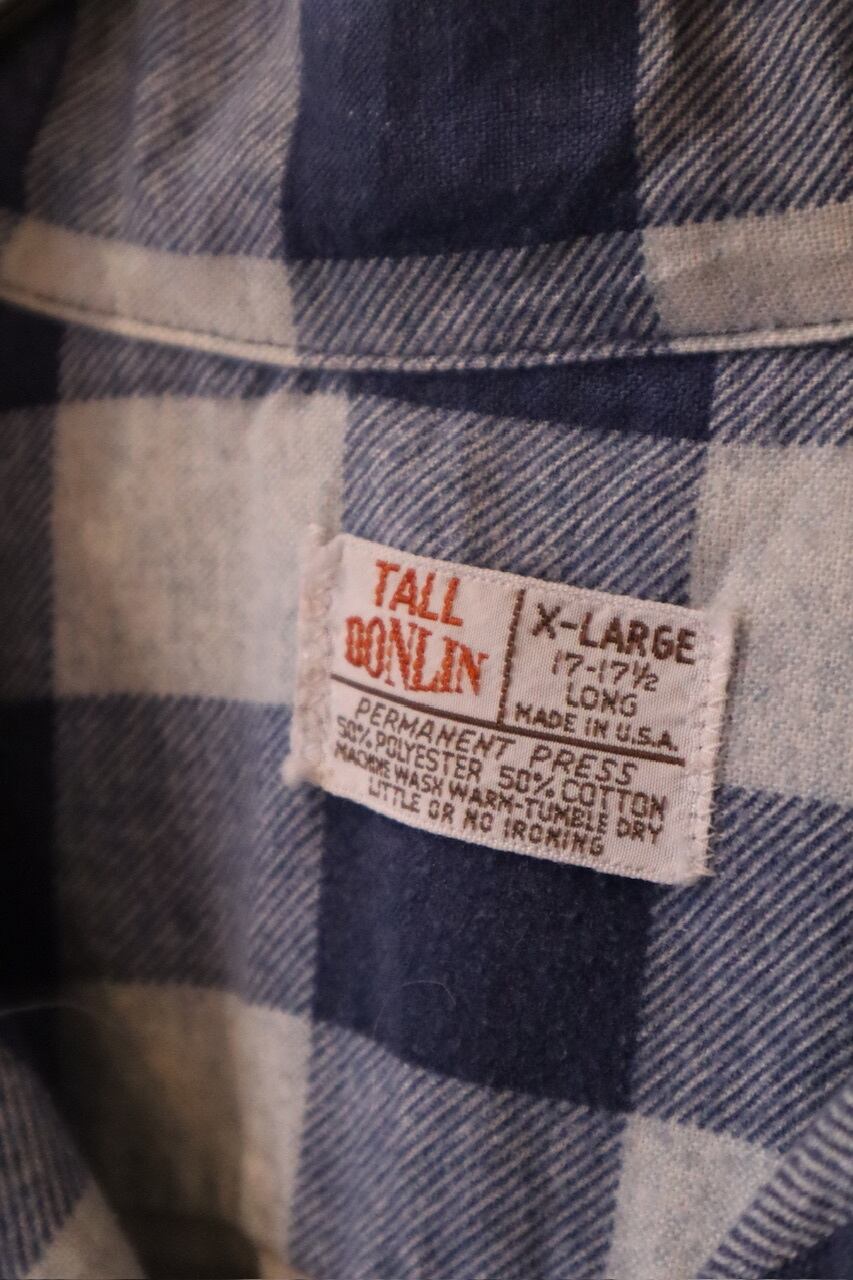 TALL
DONLIN
X-LARGE
17-17½
LONG
MADE IN U.S.A.
PERMANENT PRESS
50% POLYESTER 50% COTTON
MACHINE WASH WARM-TUMBLE DRY
LITTLE OR NO IRONING